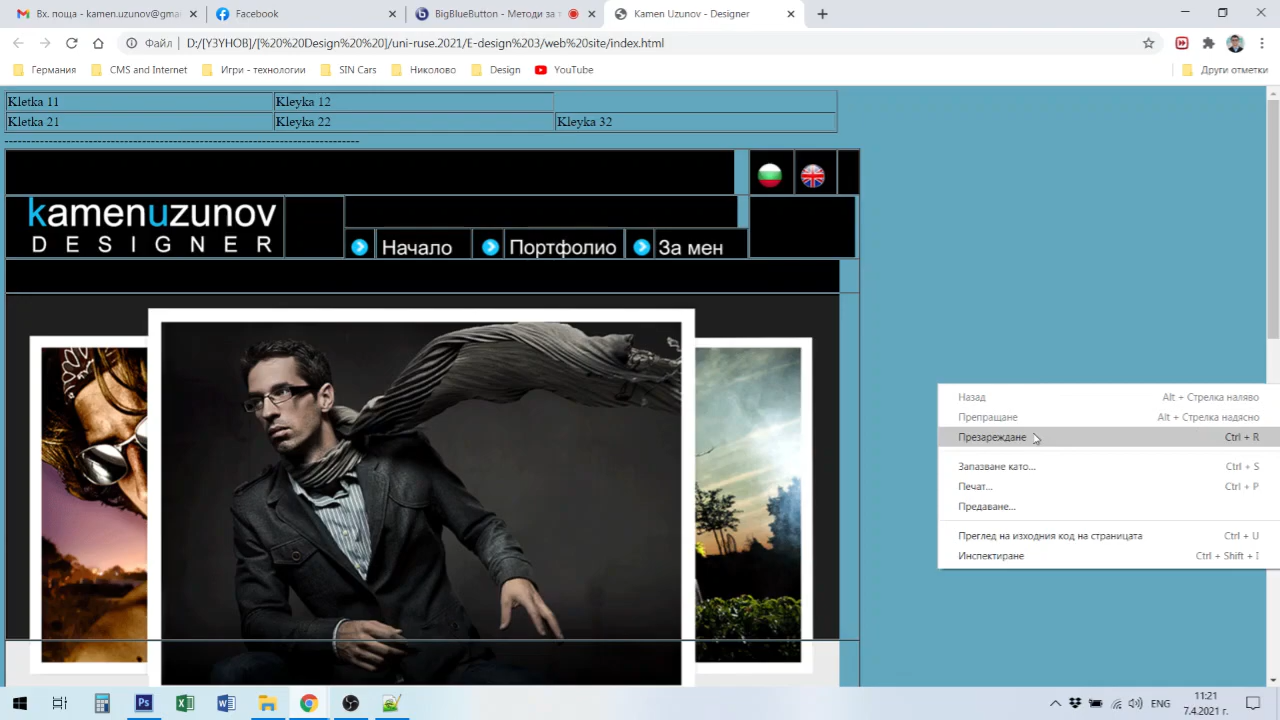 Вх. поща - kamen.uzunov@gmai
Facebook
BigBlueButton - Методи за т
Kamen Uzunov - Designer
Файл
D:/[Y3YHOB]/[%20%20Design%20%20]/uni-ruse.2021/E-design%203/web%20site/index.html
Германия
CMS and Internet
Игри - технологии
SIN Cars
Николово
Design
YouTube
Други отметки
Kletka 11
Kleyka 12
Kletka 21
Kleyka 22
Kleyka 32
--------------------------------------------------------------------------------
kamenuzunov
DESIGNER
Начало
Портфолио
За мен
Назад Alt + Стрелка наляво
Препращане Alt + Стрелка надясно
Презареждане Ctrl + R
Запазване като... Ctrl + S
Печат... Ctrl + P
Предаване...
Преглед на изходния код на страницата Ctrl + U
Инспектиране Ctrl + Shift + I
ENG
11:21
7.4.2021 г.